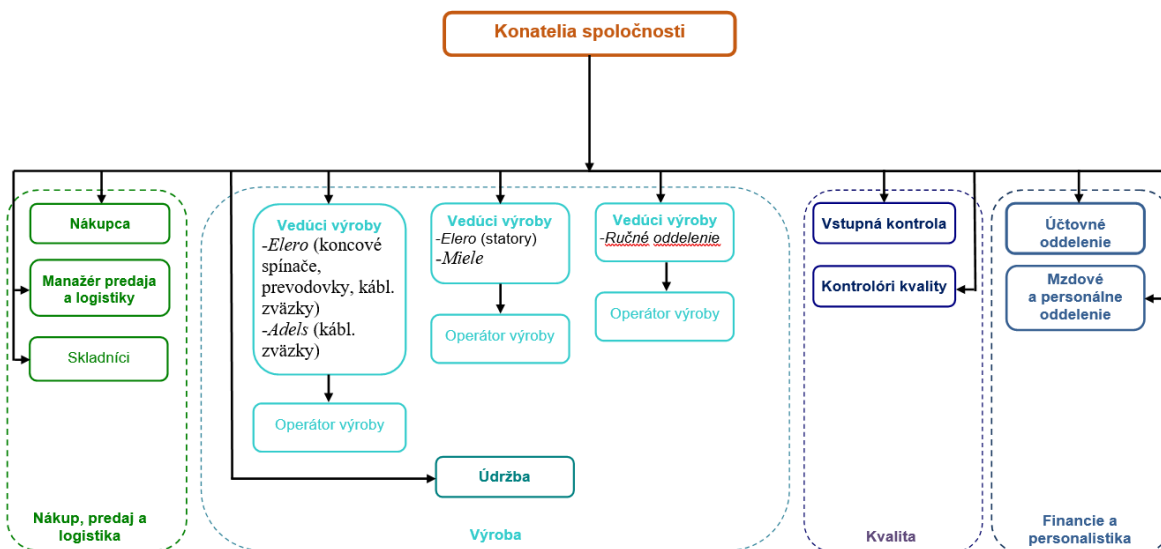 Konatelia spoločnosti
Nákupca
Manažér predaja
a logistiky
Skladníci
Nákup, predaj a
logistika
Vedúci výroby
-Elero (koncové
spínače,
prevodovky, kábl.
zväzky)
-Adels (kábl.
zväzky)
Operátor výroby
Vedúci výroby
-Elero (statory)
-Miele
Operátor výroby
Vedúci výroby
-Ručné oddelenie
Operátor výroby
Údržba
Výroba
Vstupná kontrola
Kontrolóri kvality
Kvalita
Účtovné
oddelenie
Mzdové
a personálne
oddelenie
Financie a
personalistika